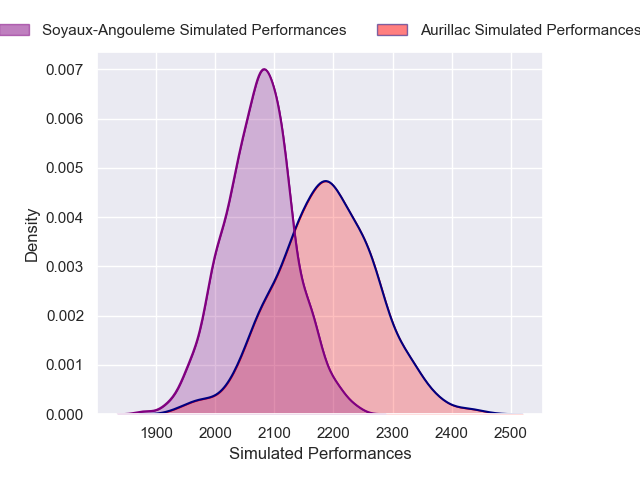 Soyaux-Angouleme Simulated Performances
Aurillac Simulated Performances
0.007
0.006
0.005
0.004
0.003
0.002
0.001
0.000
Density
1900 2000 2100 2200 2300 2400 2500
Simulated Performances